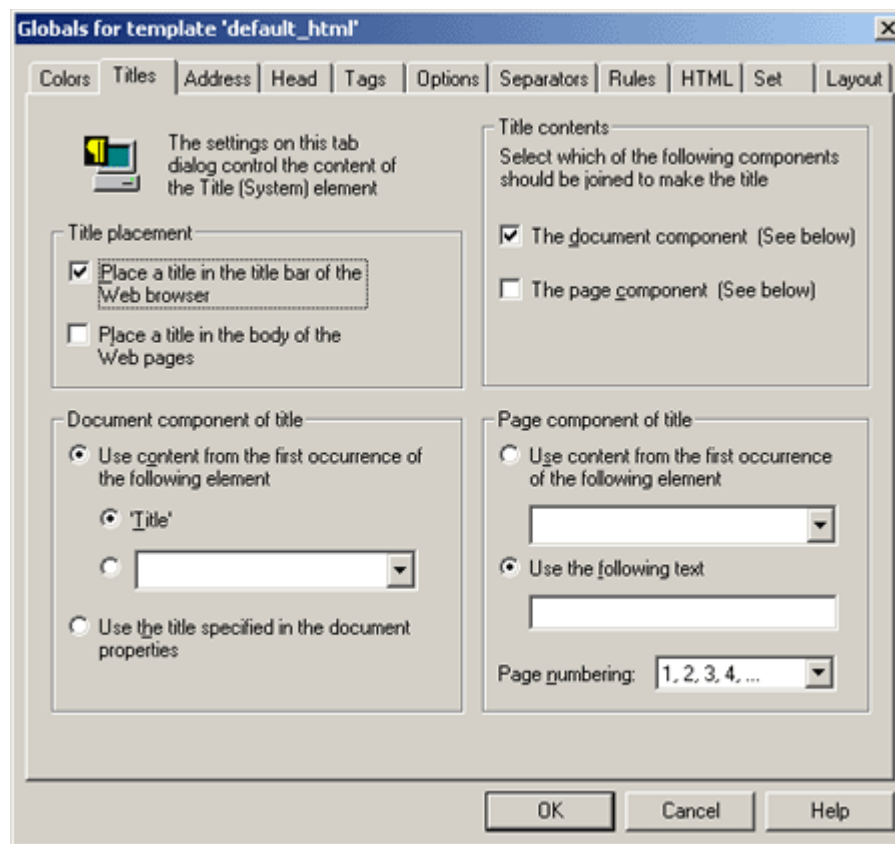 Globals for template 'default_html'
Colors Titles Address Head Tags Options Separators Rules HTML Set Layout
The settings on this tab
dialog control the content of
the Title (System) element
Title placement
Place a title in the title bar of the
Web browser
Place a title in the body of the
Web pages
Title contents
Select which of the following components
should be joined to make the title
The document component (See below)
The page component (See below)
Document component of title
Use content from the first occurrence of
the following element
'Title'
Use the title specified in the document
properties
Page component of title
Use content from the first occurrence
of the following element
Use the following text
Page numbering: 1, 2, 3, 4, ...
OK Cancel Help